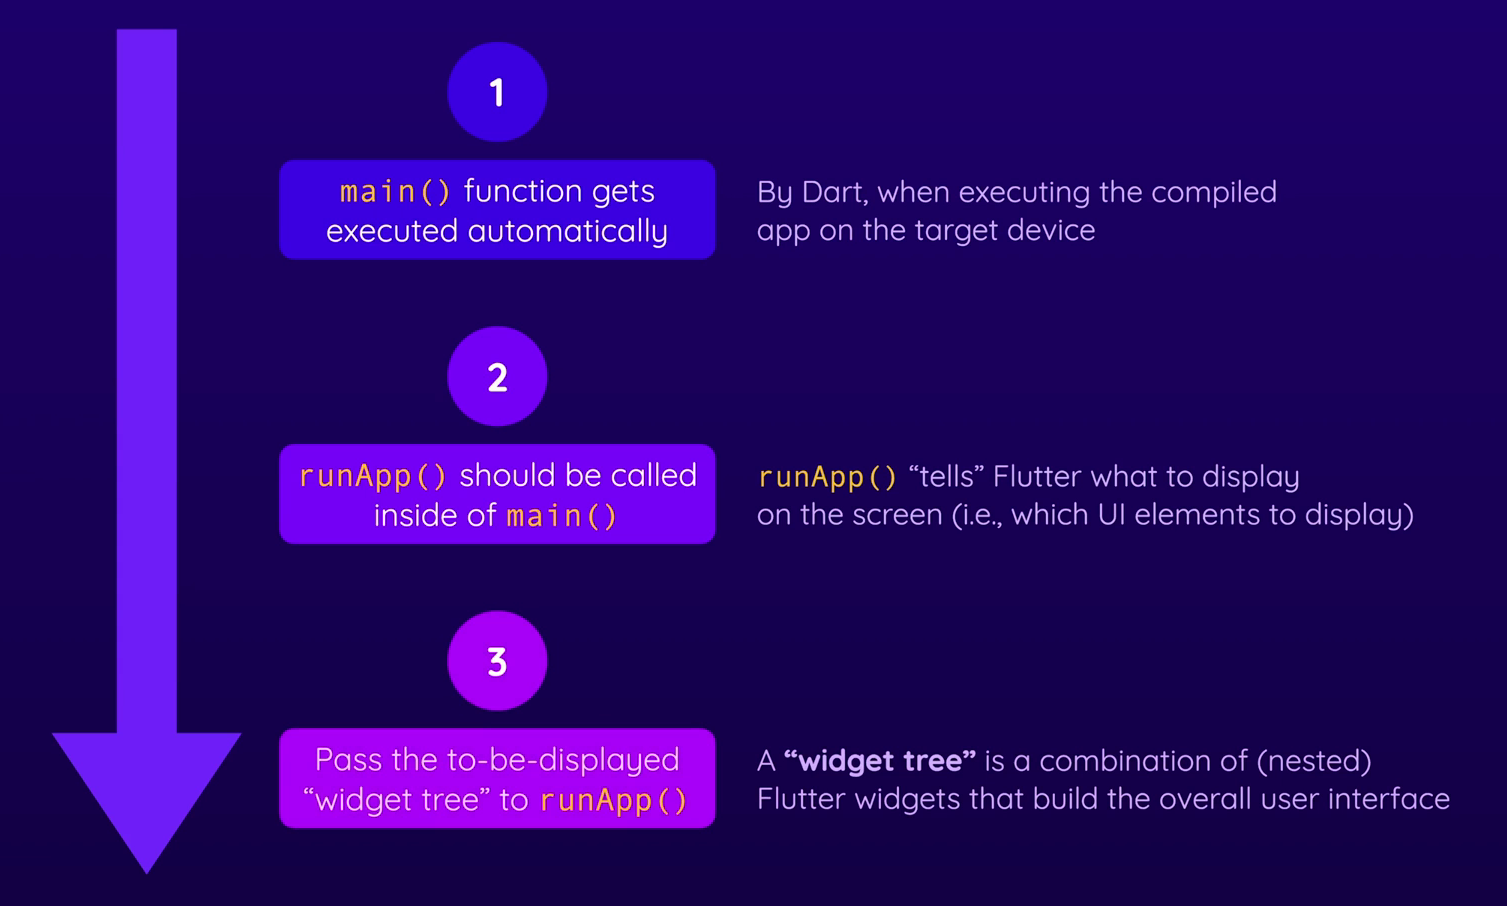 1
main() function gets
executed automatically
By Dart, when executing the compiled
app on the target device
2
runApp() should be called
inside of main()
runApp() “tells” Flutter what to display
on the screen (i.e., which UI elements to display)
3
Pass the to-be-displayed
“widget tree” to runApp()
A “widget tree” is a combination of (nested)
Flutter widgets that build the overall user interface